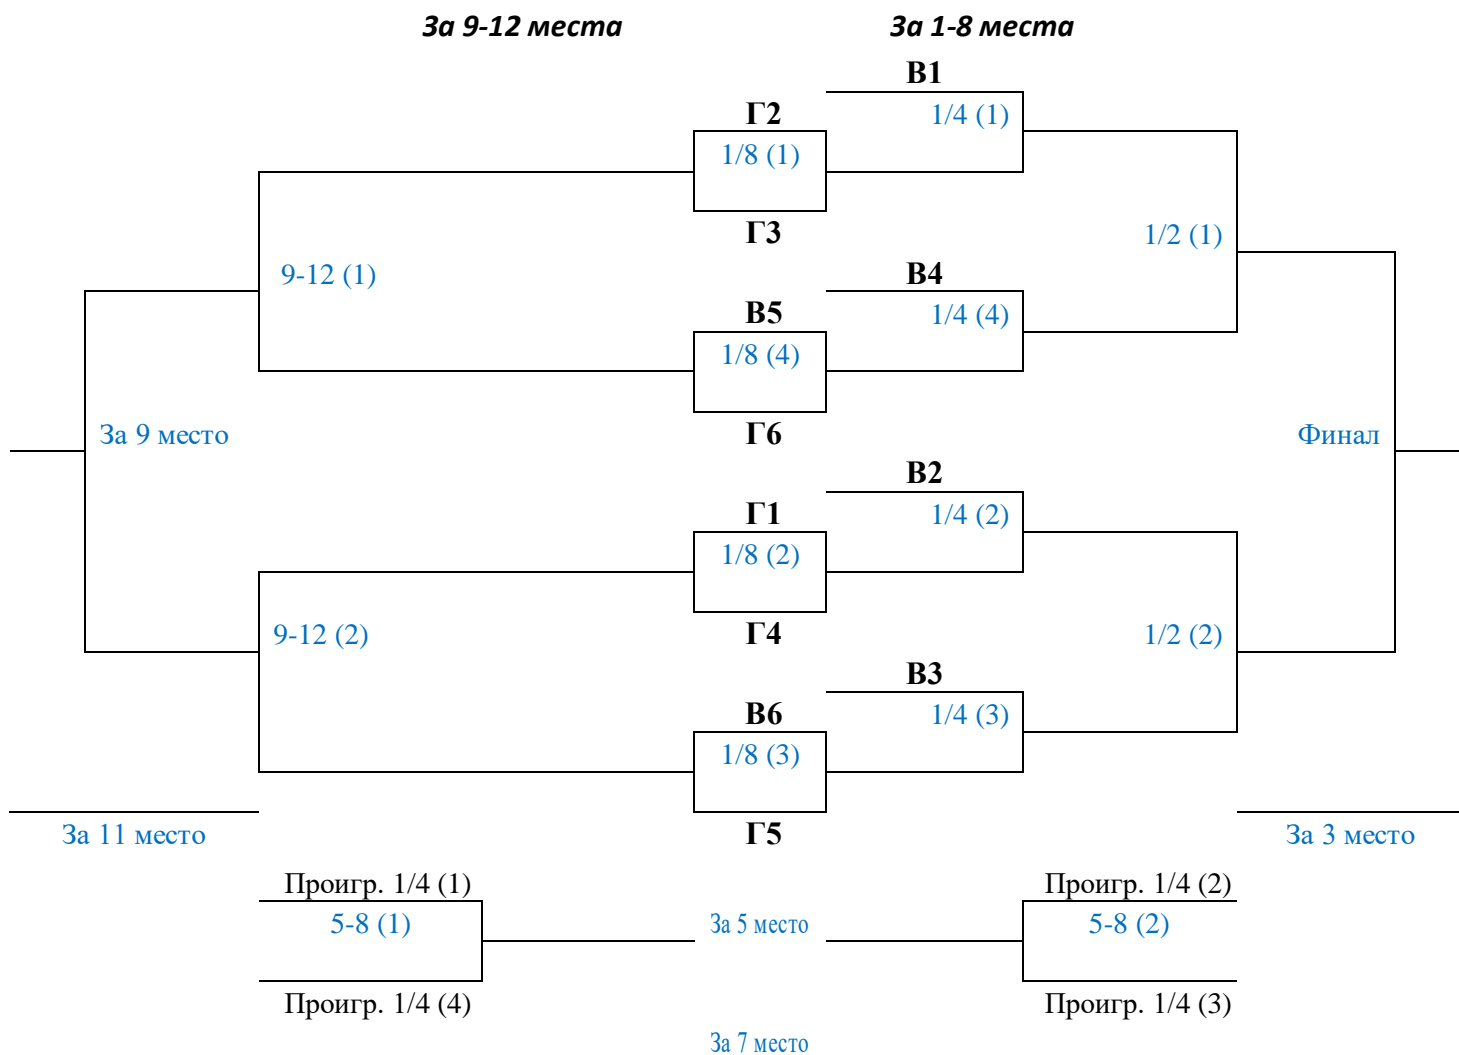 За 9-12 места
За 1-8 места
В1
Г2
1/4 (1)
1/8 (1)
Г3
1/2 (1)
В4
9-12 (1)
В5
1/4 (4)
1/8 (4)
За 9 место
Г6
Финал
В2
Г1
1/4 (2)
1/8 (2)
9-12 (2)
Г4
1/2 (2)
В3
В6
1/4 (3)
1/8 (3)
За 11 место
Г5
За 3 место
Проигр. 1/4 (1)
Проигр. 1/4 (2)
5-8 (1)
За 5 место
5-8 (2)
Проигр. 1/4 (4)
Проигр. 1/4 (3)
За 7 место